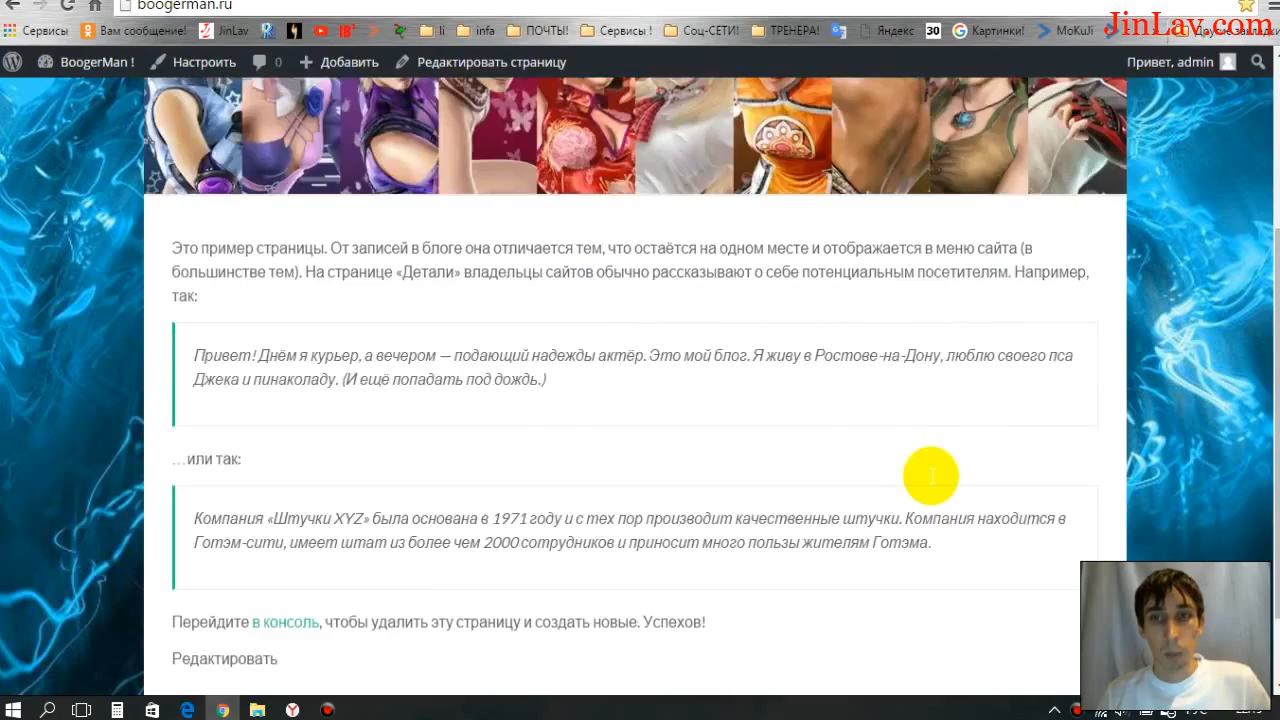 boogerman.ru
JinLav.com
Сервисы
Вам сообщение!
JinLav
li
infa
ПОЧТЫ!
Сервисы !
Соц-СЕТИ!
ТРЕНЕРА!
Яндекс
30
Картинки!
MoKuJi
Другие закладки
BoogerMan !
Настроить
0
Добавить
Редактировать страницу
Привет, admin
Это пример страницы. От записей в блоге она отличается тем, что остаётся на одном месте и отображается в меню сайта (в
большинстве тем). На странице «Детали» владельцы сайтов обычно рассказывают о себе потенциальным посетителям. Например,
так:
Привет! Днём я курьер, а вечером — подающий надежды актёр. Это мой блог. Я живу в Ростове-на-Дону, люблю своего пса
Джека и пинаколаду. (И ещё попадать под дождь.)
…или так:
Компания «Штучки XYZ» была основана в 1971 году и с тех пор производит качественные штучки. Компания находится в
Готэм-сити, имеет штат из более чем 2000 сотрудников и приносит много пользы жителям Готэма.
Перейдите в консоль, чтобы удалить эту страницу и создать новые. Успехов!
Редактировать